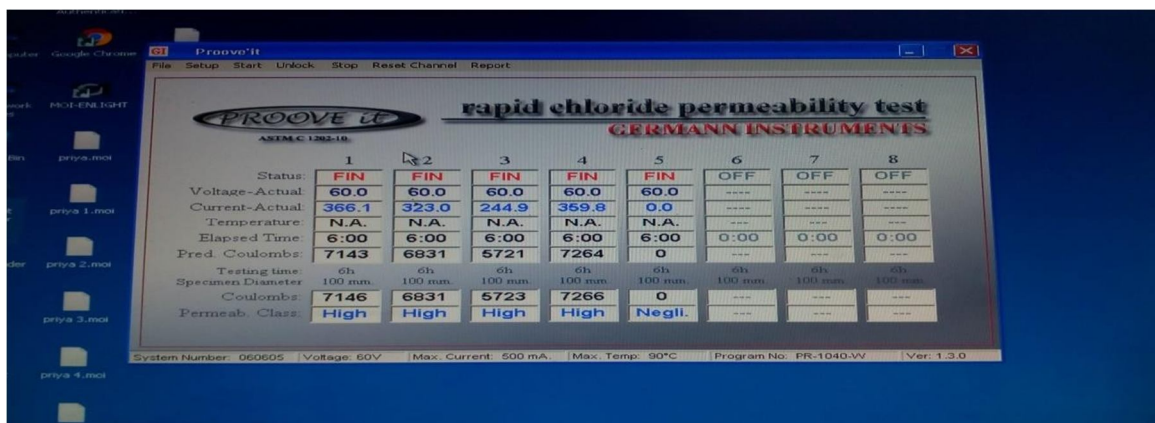 Google Chrome
MOI-ENLIGHT
priya.moi
priya 1.moi
priya 2.moi
priya 3.moi
priya 4.moi
GI Proove'it
File Setup Start Unlock Stop Reset Channel Report
PROOVE it
rapid chloride permeability test
GERMANN INSTRUMENTS
ASTM C 1202-10
1 2 3 4 5 6 7 8
Status: FIN FIN FIN FIN FIN OFF OFF OFF
Voltage-Actual: 60.0 60.0 60.0 60.0 60.0 ---- ---- ----
Current-Actual: 366.1 323.0 244.9 359.8 0.0 ---- ---- ----
Temperature: N.A. N.A. N.A. N.A. N.A. --- --- ---
Elapsed Time: 6:00 6:00 6:00 6:00 6:00 0:00 0:00 0:00
Pred. Coulombs: 7143 6831 5721 7264 0 --- --- ---
Testing time: 6h 6h 6h 6h 6h 6h 6h 6h
Specimen Diameter 100 mm. 100 mm. 100 mm. 100 mm. 100 mm. 100 mm. 100 mm. 100 mm.
Coulombs: 7146 6831 5723 7266 0 --- --- ---
Permeab. Class: High High High High Negli. --- --- ---
System Number: 060605 Voltage: 60V Max. Current: 500 mA. Max. Temp: 90°C Program No: PR-1040-W Ver: 1.3.0